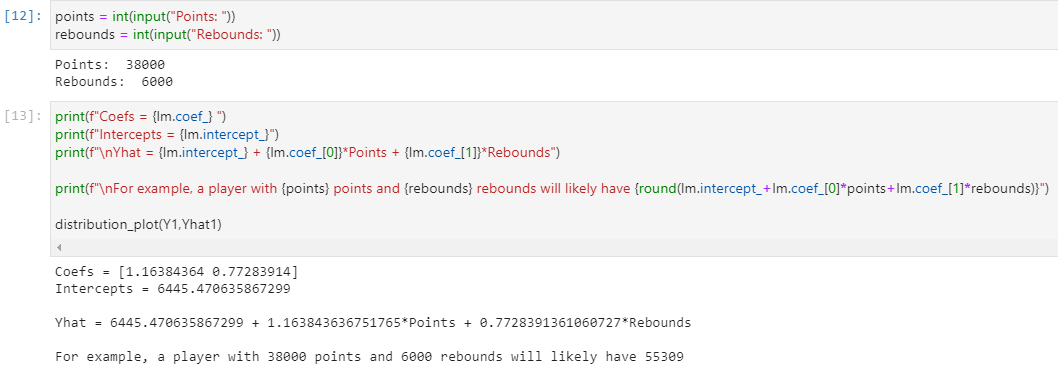 [12]: points = int(input("Points: "))
rebounds = int(input("Rebounds: "))
Points:  38000
Rebounds:  6000
[13]: print(f"Coefs = {lm.coef_} ")
print(f"Intercepts = {lm.intercept_}")
print(f"\nYhat = {lm.intercept_} + {lm.coef_[0]}*Points + {lm.coef_[1]}*Rebounds")
print(f"\nFor example, a player with {points} points and {rebounds} rebounds will likely have {round(lm.intercept_+lm.coef_[0]*points+lm.coef_[1]*rebounds)}")
distribution_plot(Y1,Yhat1)
Coefs = [1.16384364 0.77283914]
Intercepts = 6445.470635867299
Yhat = 6445.470635867299 + 1.163843636751765*Points + 0.7728391361060727*Rebounds
For example, a player with 38000 points and 6000 rebounds will likely have 55309